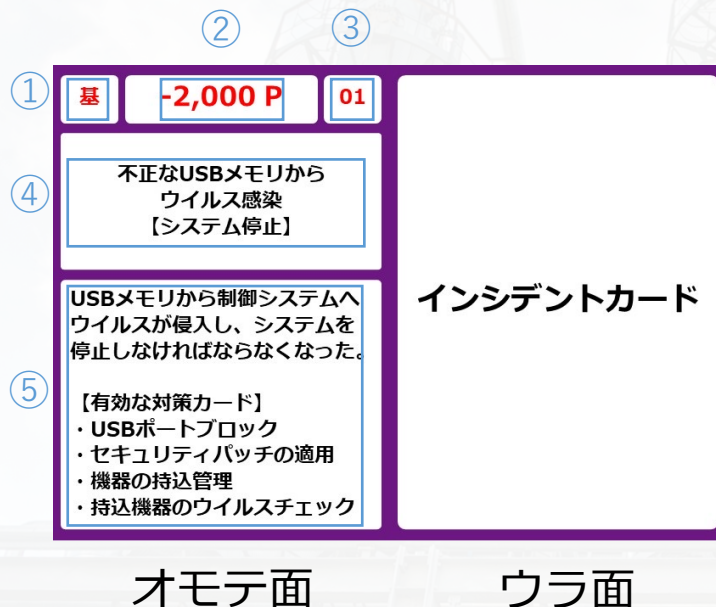 ② ③
① 基 -2,000 P 01
④
不正なUSBメモリから
ウイルス感染
【システム停止】
⑤
USBメモリから制御システムへ
ウイルスが侵入し、システムを
停止しなければならなくなった。
【有効な対策カード】
・USBポートブロック
・セキュリティパッチの適用
・機器の持込管理
・持込機器のウイルスチェック
インシデントカード
オモテ面 ウラ面